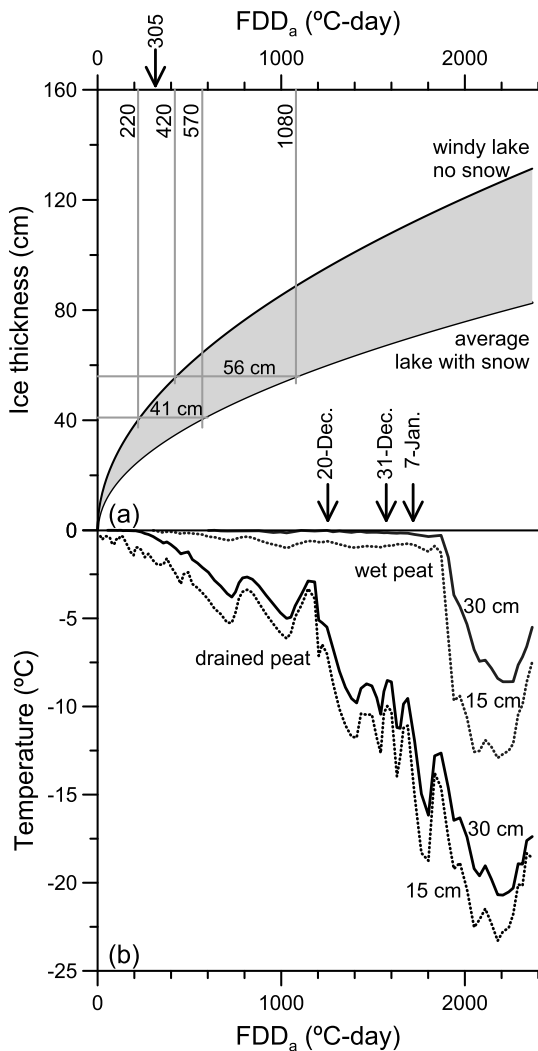 FDDa (ºC-day)
305
0
1000
2000
160
120
80
40
0
Ice thickness (cm)
220
420
570
1080
windy lake
no snow
average
lake with snow
56 cm
41 cm
20-Dec.
31-Dec.
7-Jan.
(a)
0
-5
-10
-15
-20
-25
Temperature (ºC)
wet peat
30 cm
drained peat
15 cm
30 cm
15 cm
(b)
0
1000
2000
FDDa (ºC-day)